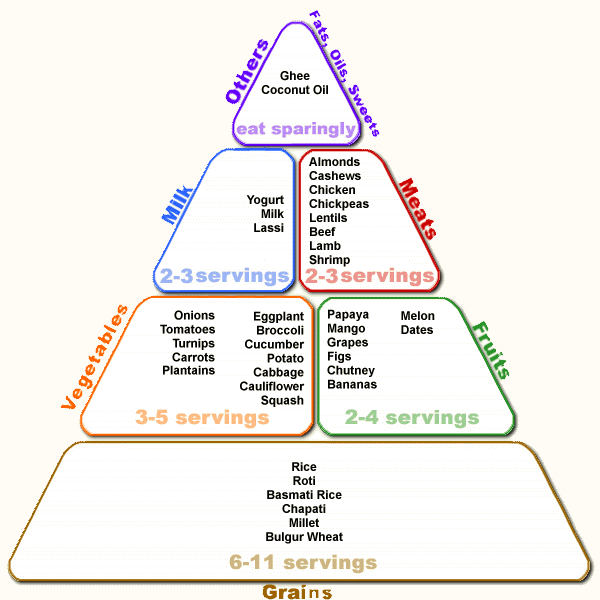 Others
Fats, Oils, Sweets
Ghee
Coconut Oil
eat sparingly
Milk
Yogurt
Milk
Lassi
2-3 servings
Meats
Almonds
Cashews
Chicken
Chickpeas
Lentils
Beef
Lamb
Shrimp
2-3 servings
Vegetables
Onions
Tomatoes
Turnips
Carrots
Plantains
Eggplant
Broccoli
Cucumber
Potato
Cabbage
Cauliflower
Squash
3-5 servings
Fruits
Papaya
Mango
Grapes
Figs
Chutney
Bananas
Melon
Dates
2-4 servings
Rice
Roti
Basmati Rice
Chapati
Millet
Bulgur Wheat
6-11 servings
Grains